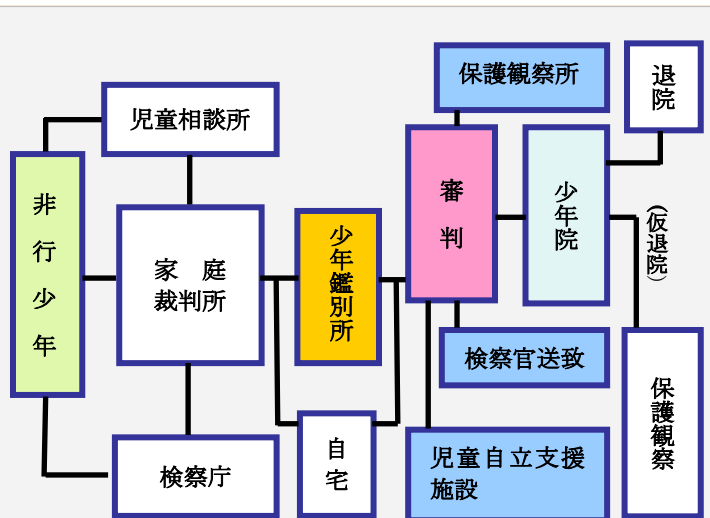 非行少年
児童相談所
家　庭
裁判所
検察庁
少年鑑別所
自宅
審判
保護観察所
検察官送致
児童自立支援
施設
少年院
退院
（仮退院）
保護観察